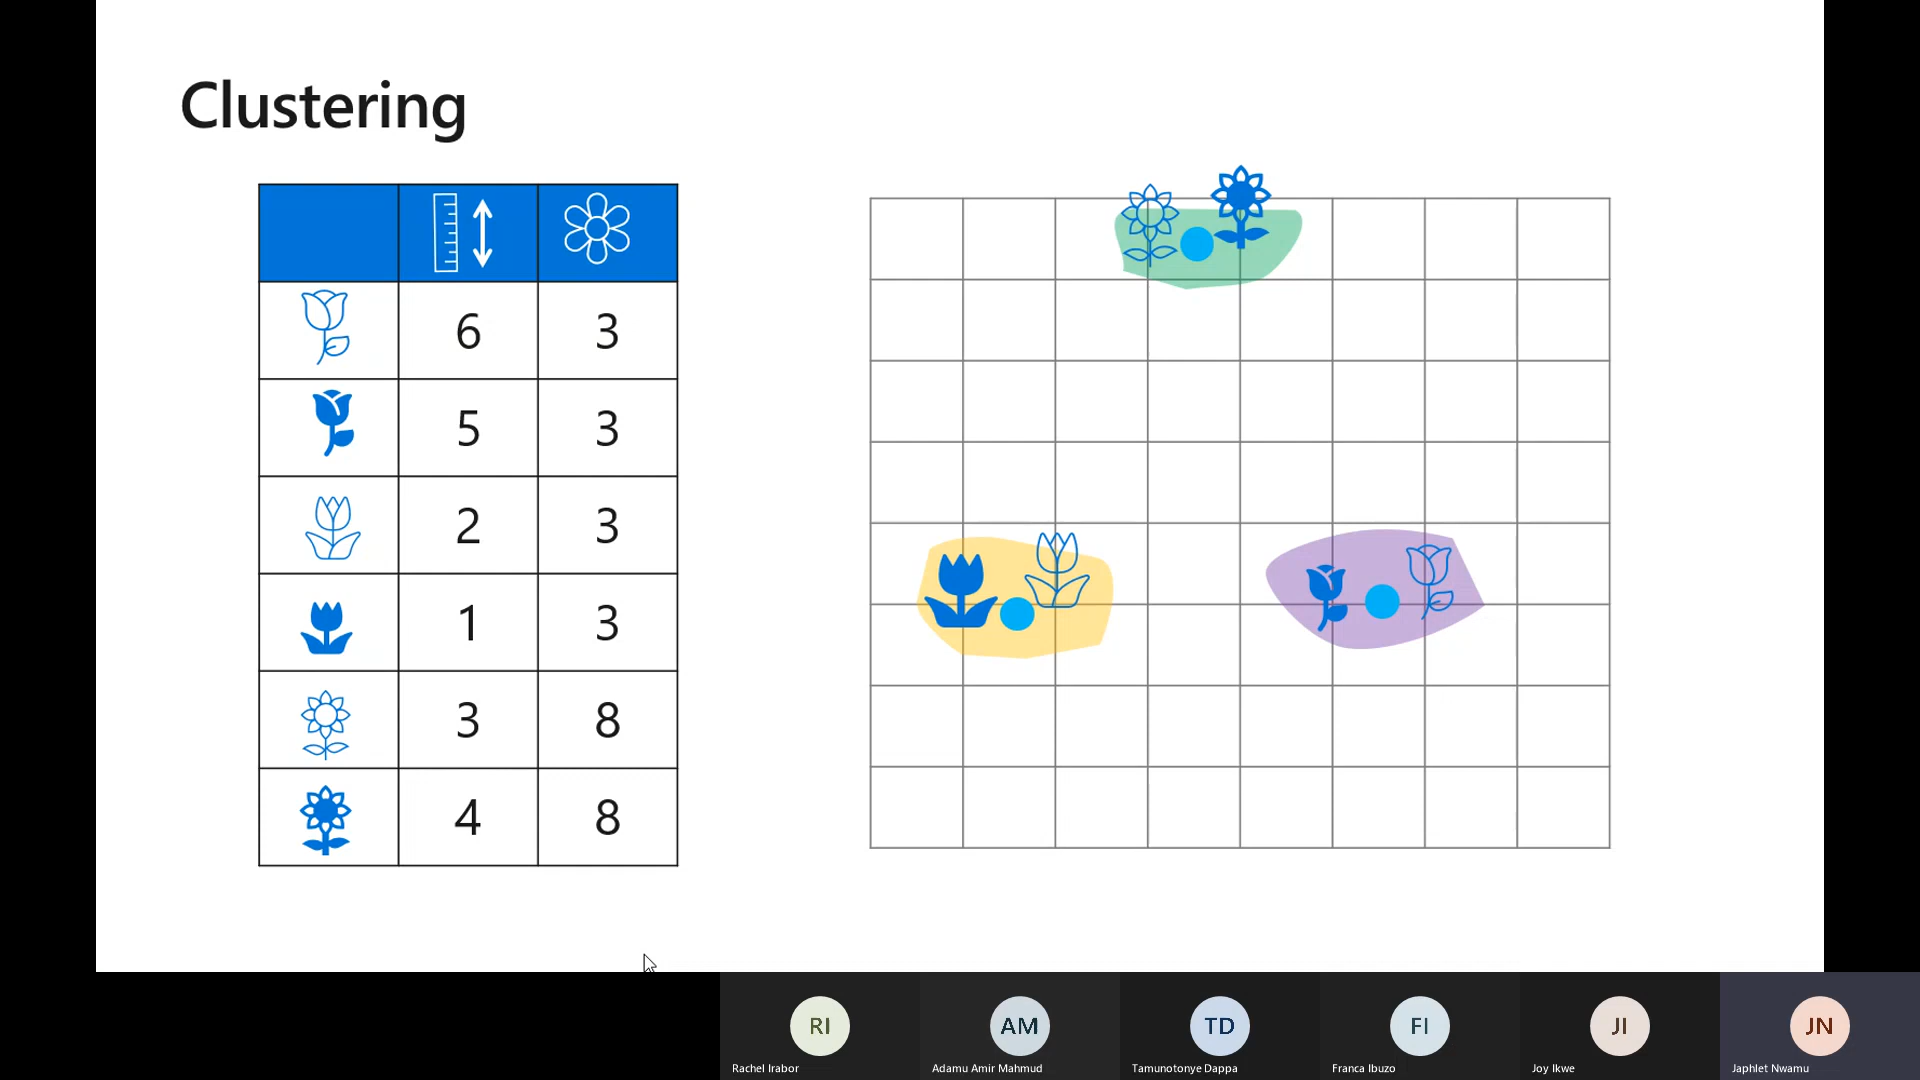 Clustering
6 3
5 3
2 3
1 3
3 8
4 8
RI AM TD FI JI JN
Rachel Irabor Adamu Amir Mahmud Tamunotonye Dappa Franca Ibuzo Joy Ikwe Japhlet Nwamu